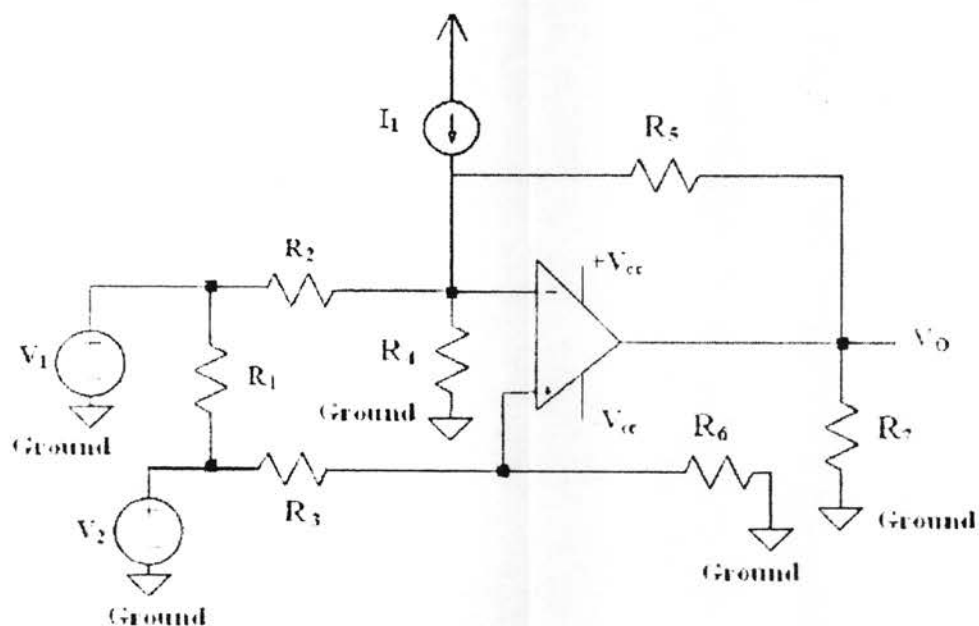 I₁
R₅
R₂
+Vcc
−
V₁
R₁
R₄
Ground
+
Vcc
R₆
R₇
VO
Ground
R₃
V₂
Ground
Ground
Ground